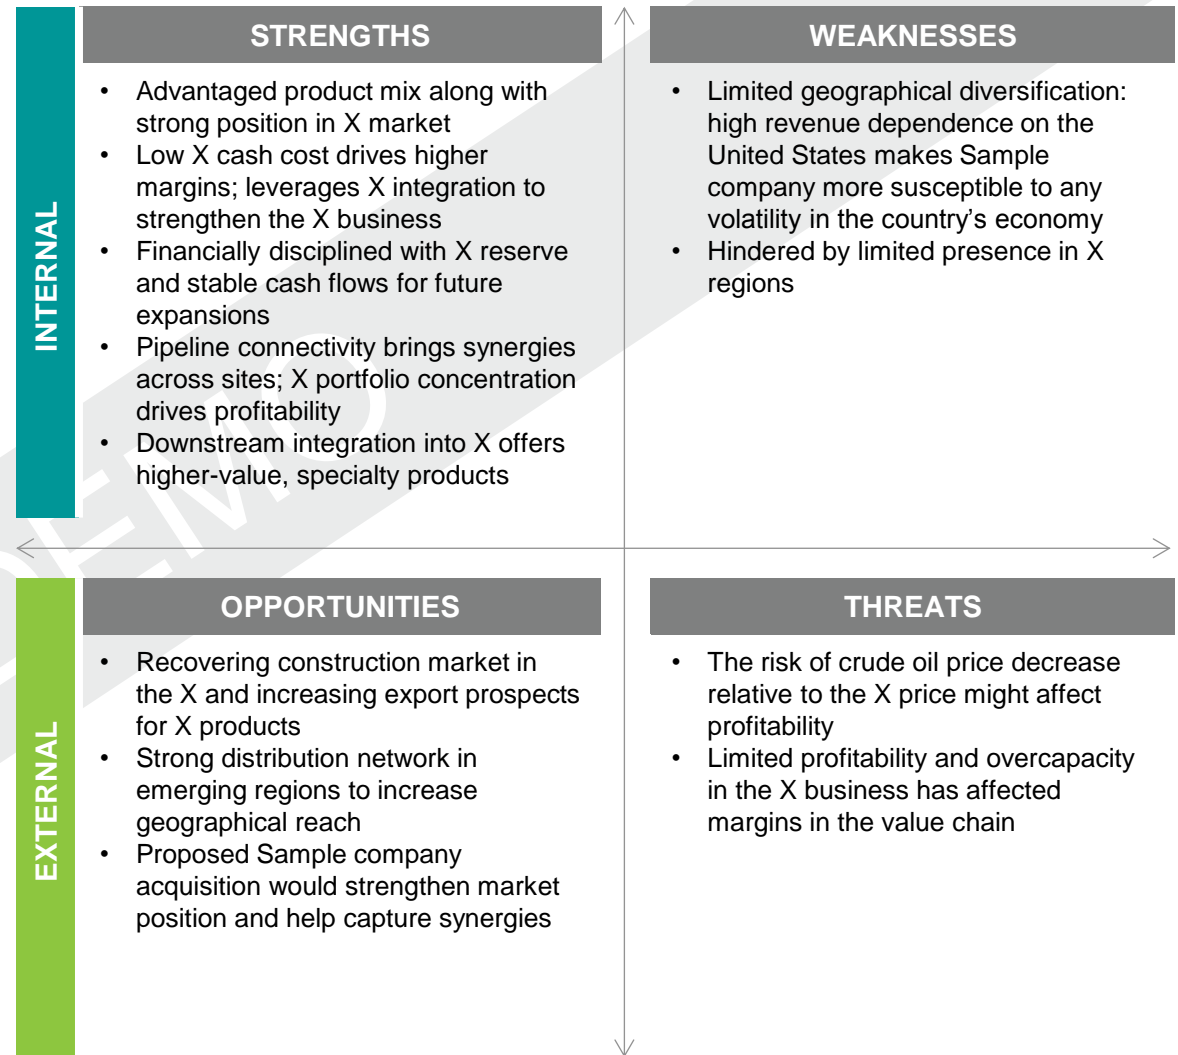 STRENGTHS
• Advantaged product mix along with
strong position in X market
• Low X cash cost drives higher
margins; leverages X integration to
strengthen the X business
• Financially disciplined with X reserve
and stable cash flows for future
expansions
• Pipeline connectivity brings synergies
across sites; X portfolio concentration
drives profitability
• Downstream integration into X offers
higher-value, specialty products
WEAKNESSES
• Limited geographical diversification:
high revenue dependence on the
United States makes Sample
company more susceptible to any
volatility in the country’s economy
• Hindered by limited presence in X
regions
INTERNAL
OPPORTUNITIES
• Recovering construction market in
the X and increasing export prospects
for X products
• Strong distribution network in
emerging regions to increase
geographical reach
• Proposed Sample company
acquisition would strengthen market
position and help capture synergies
THREATS
• The risk of crude oil price decrease
relative to the X price might affect
profitability
• Limited profitability and overcapacity
in the X business has affected
margins in the value chain
EXTERNAL
DEMO